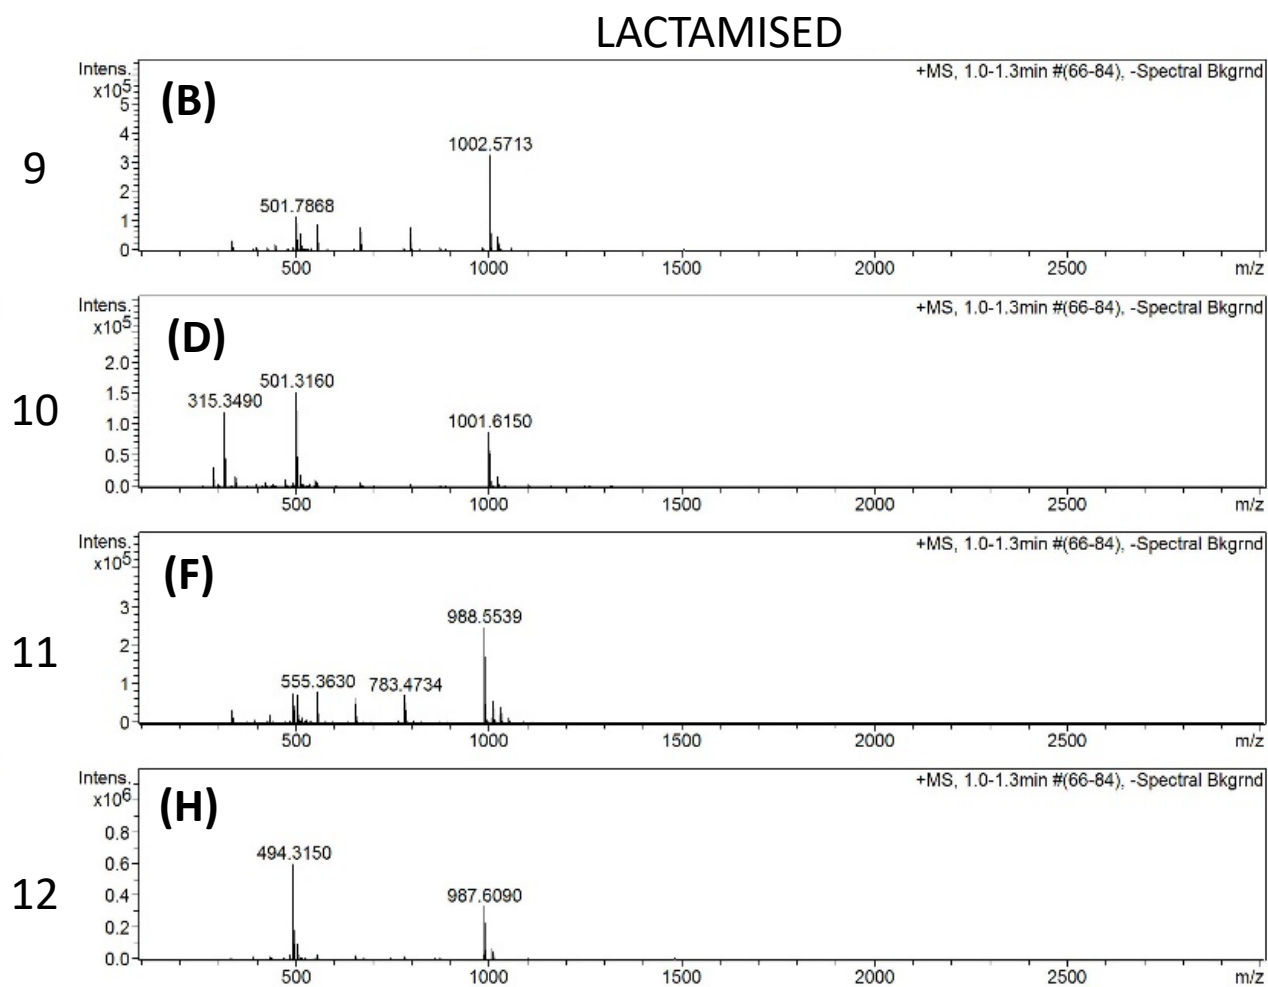 LACTAMISED
9
(B)
Intens.
x10⁵
+MS, 1.0-1.3min #(66-84), -Spectral Bkgrnd
5
4
3
2
1
0
1002.5713
501.7868
500 1000 1500 2000 2500 m/z
10
(D)
Intens.
x10⁵
+MS, 1.0-1.3min #(66-84), -Spectral Bkgrnd
2.0
1.5
1.0
0.5
0.0
501.3160
315.3490
1001.6150
500 1000 1500 2000 2500 m/z
11
(F)
Intens.
x10⁵
+MS, 1.0-1.3min #(66-84), -Spectral Bkgrnd
3
2
1
0
988.5539
555.3630 783.4734
500 1000 1500 2000 2500 m/z
12
(H)
Intens.
x10⁶
+MS, 1.0-1.3min #(66-84), -Spectral Bkgrnd
0.8
0.6
0.4
0.2
0.0
494.3150
987.6090
500 1000 1500 2000 2500 m/z